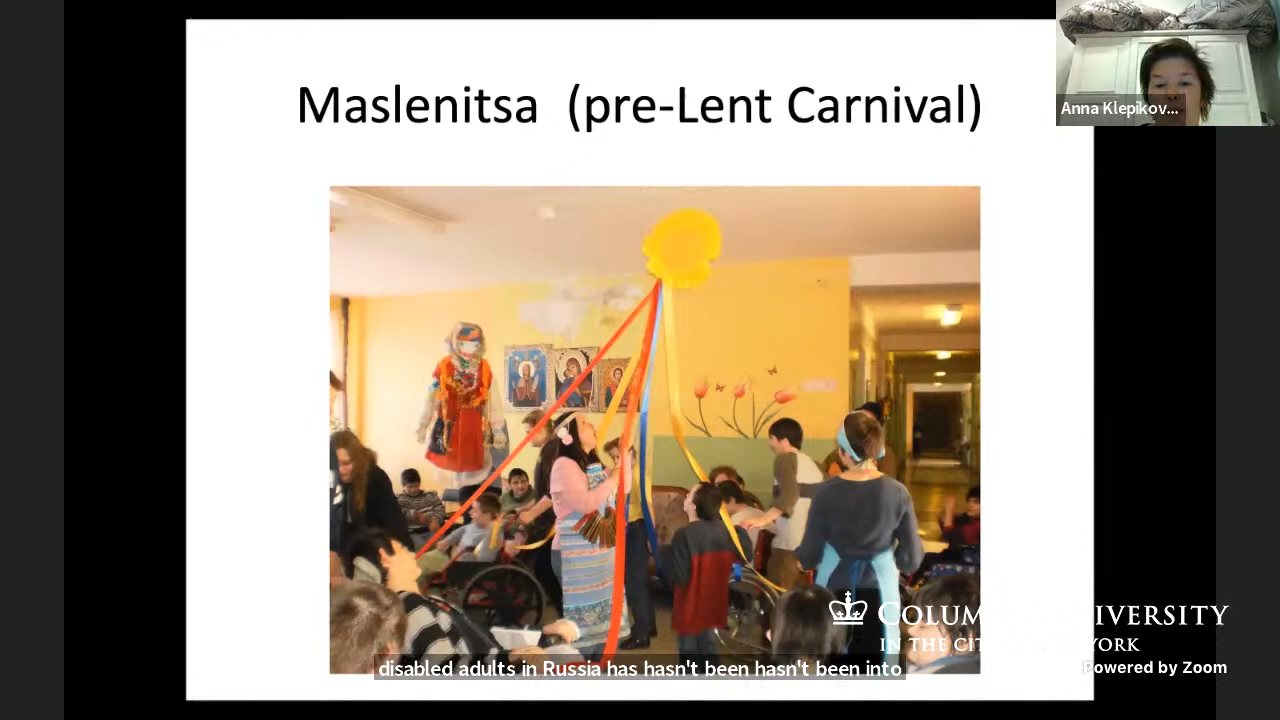 Maslenitsa (pre-Lent Carnival)
Anna Klepikov...
COLUMBIA UNIVERSITY
IN THE CITY OF NEW YORK
disabled adults in Russia has hasn't been hasn't been into
Powered by Zoom